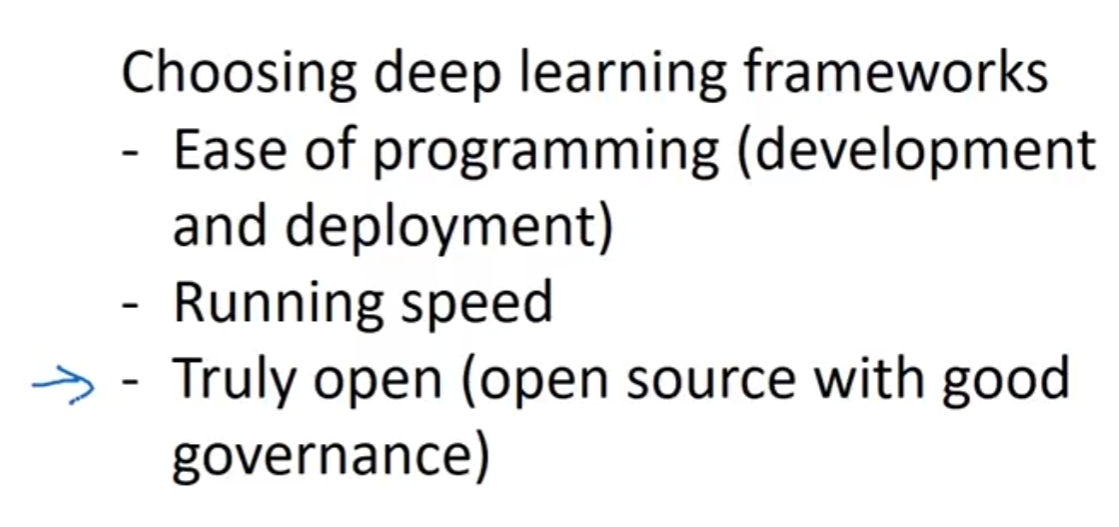 Choosing deep learning frameworks
- Ease of programming (development
and deployment)
- Running speed
- Truly open (open source with good
governance)